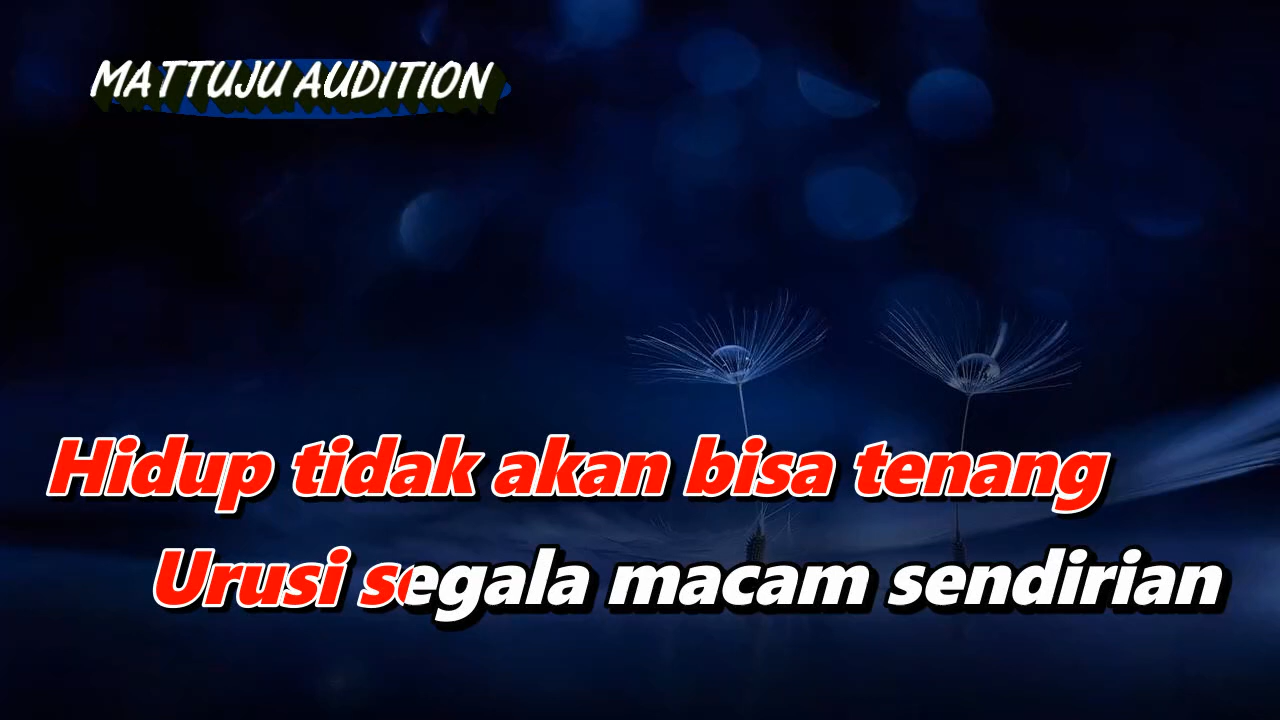 MATTUJU AUDITION
Hidup tidak akan bisa tenang
Urusi segala macam sendirian